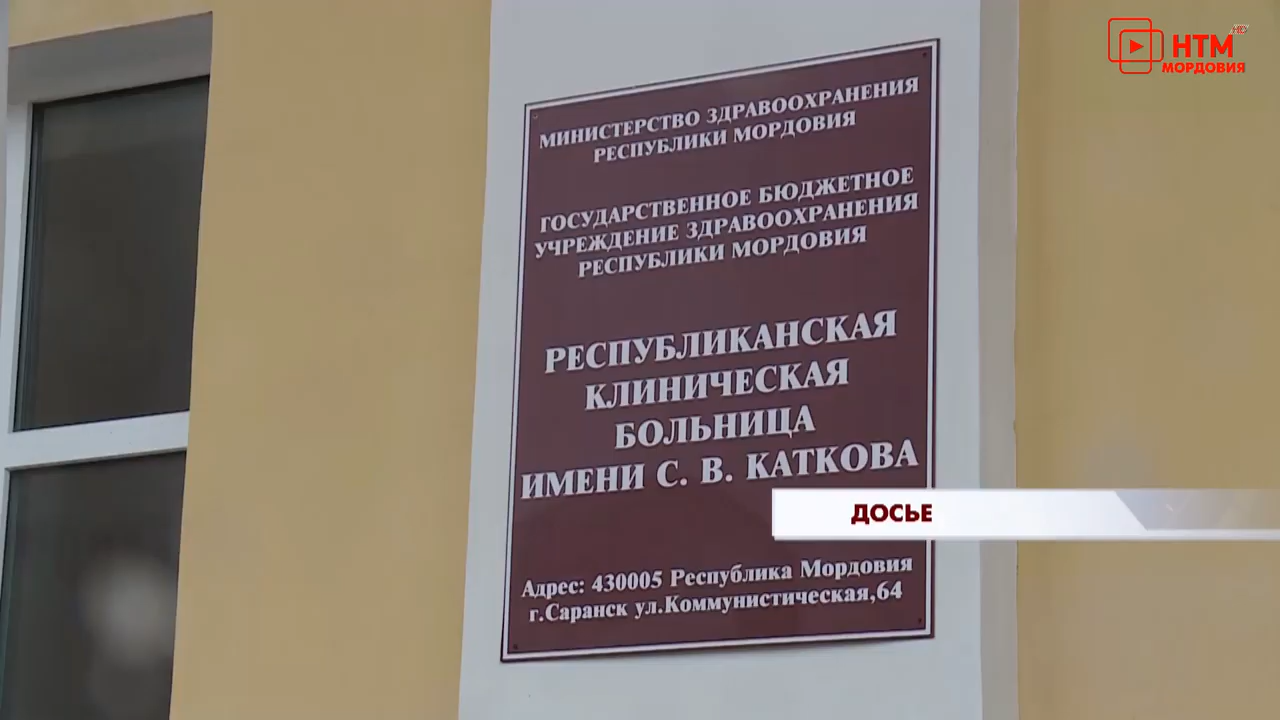 НТМ
МОРДОВИЯ
МИНИСТЕРСТВО ЗДРАВООХРАНЕНИЯ
РЕСПУБЛИКИ МОРДОВИЯ
ГОСУДАРСТВЕННОЕ БЮДЖЕТНОЕ
УЧРЕЖДЕНИЕ ЗДРАВООХРАНЕНИЯ
РЕСПУБЛИКИ МОРДОВИЯ
РЕСПУБЛИКАНСКАЯ
КЛИНИЧЕСКАЯ
БОЛЬНИЦА
ИМЕНИ С. В. КАТКОВА
ДОСЬЕ
Адрес: 430005 Республика Мордовия
г.Саранск ул.Коммунистическая,64